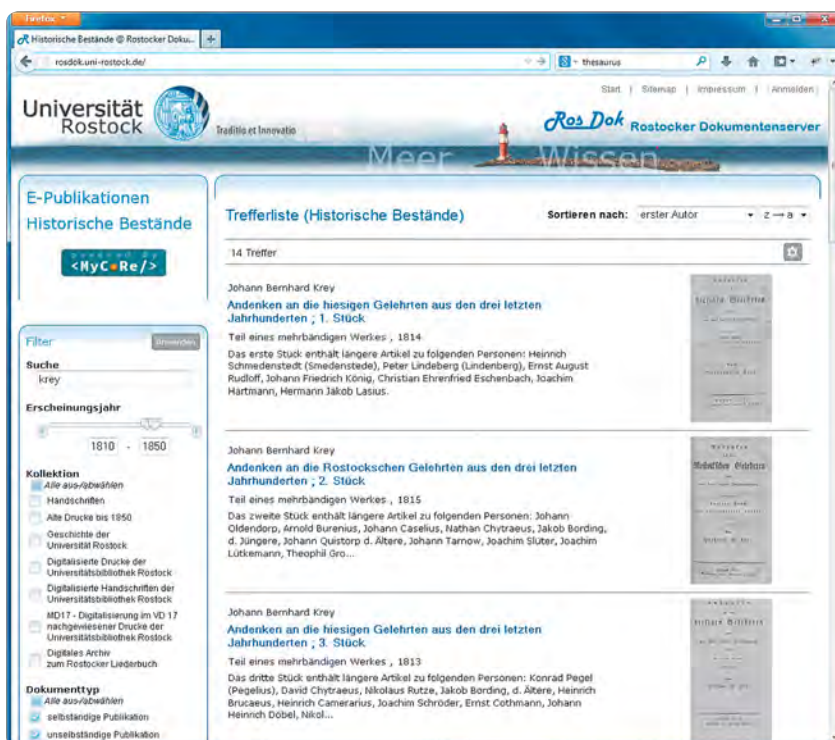 Firefox
Historische Bestände @ Rostocker Doku...
rosdok.uni-rostock.de/
thesaurus
Start | Sitemap | Impressum | Anmelden
Universität
Rostock
Traditio et Innovatio
Ros Dok Rostocker Dokumentenserver
Meer Wissen
E-Publikationen
Historische Bestände
powered by
<MyCoRe/>
Filter
Anwenden
Suche
krey
Erscheinungsjahr
1810 - 1850
Kollektion
Alle aus-/abwählen
Handschriften
Alte Drucke bis 1850
Geschichte der
Universität Rostock
Digitalisierte Drucke der
Universitätsbibliothek Rostock
Digitalisierte Handschriften der
Universitätsbibliothek Rostock
MD17 - Digitalisierung im VD 17
nachgewiesener Drucke der
Universitätsbibliothek Rostock
Digitales Archiv
zum Rostocker Liederbuch
Dokumenttyp
Alle aus-/abwählen
selbständige Publikation
unselbständige Publikation
Trefferliste (Historische Bestände)
Sortieren nach: erster Autor z → a
14 Treffer
Johann Bernhard Krey
Andenken an die hiesigen Gelehrten aus den drei letzten
Jahrhunderten ; 1. Stück
Teil eines mehrbändigen Werkes , 1814
Das erste Stück enthält längere Artikel zu folgenden Personen: Heinrich
Schmedenstedt (Smedenstede), Peter Lindeberg (Lindenberg), Ernst August
Rudloff, Johann Friedrich König, Christian Ehrenfried Eschenbach, Joachim
Hartmann, Hermann Jakob Lasius.
Johann Bernhard Krey
Andenken an die Rostockschen Gelehrten aus den drei letzten
Jahrhunderten ; 2. Stück
Teil eines mehrbändigen Werkes , 1815
Das zweite Stück enthält längere Artikel zu folgenden Personen: Johann
Oldendorp, Arnold Burenius, Johann Caselius, Nathan Chytraeus, Jakob Bording,
d. Jüngere, Johann Quistorp d. Ältere, Johann Tarnow, Joachim Slüter, Joachim
Lütkemann, Theophil Gro...
Johann Bernhard Krey
Andenken an die hiesigen Gelehrten aus den drei letzten
Jahrhunderten ; 3. Stück
Teil eines mehrbändigen Werkes , 1813
Das dritte Stück enthält längere Artikel zu folgenden Personen: Konrad Pegel
(Pegelius), David Chytraeus, Nikolaus Rutze, Jakob Bording, d. Ältere, Heinrich
Brucaeus, Heinrich Camerarius, Joachim Schröder, Ernst Cothmann, Johann
Heinrich Döbel, Nikol...